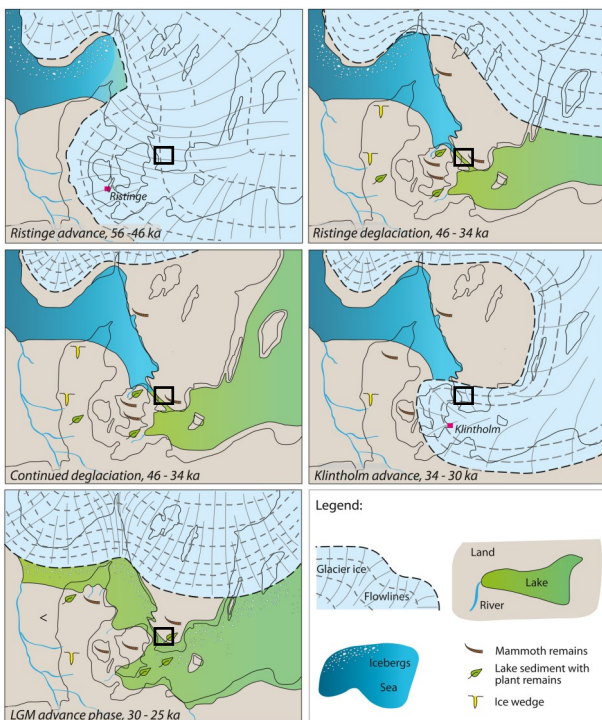 Ristinge
Ristinge advance, 56 -46 ka
Ristinge deglaciation, 46 - 34 ka
Continued deglaciation, 46 - 34 ka
Klintholm
Klintholm advance, 34 - 30 ka
LGM advance phase, 30 - 25 ka
Legend:
Glacier ice
Flowlines
Land
Lake
River
Icebergs
Sea
Mammoth remains
Lake sediment with
plant remains
Ice wedge